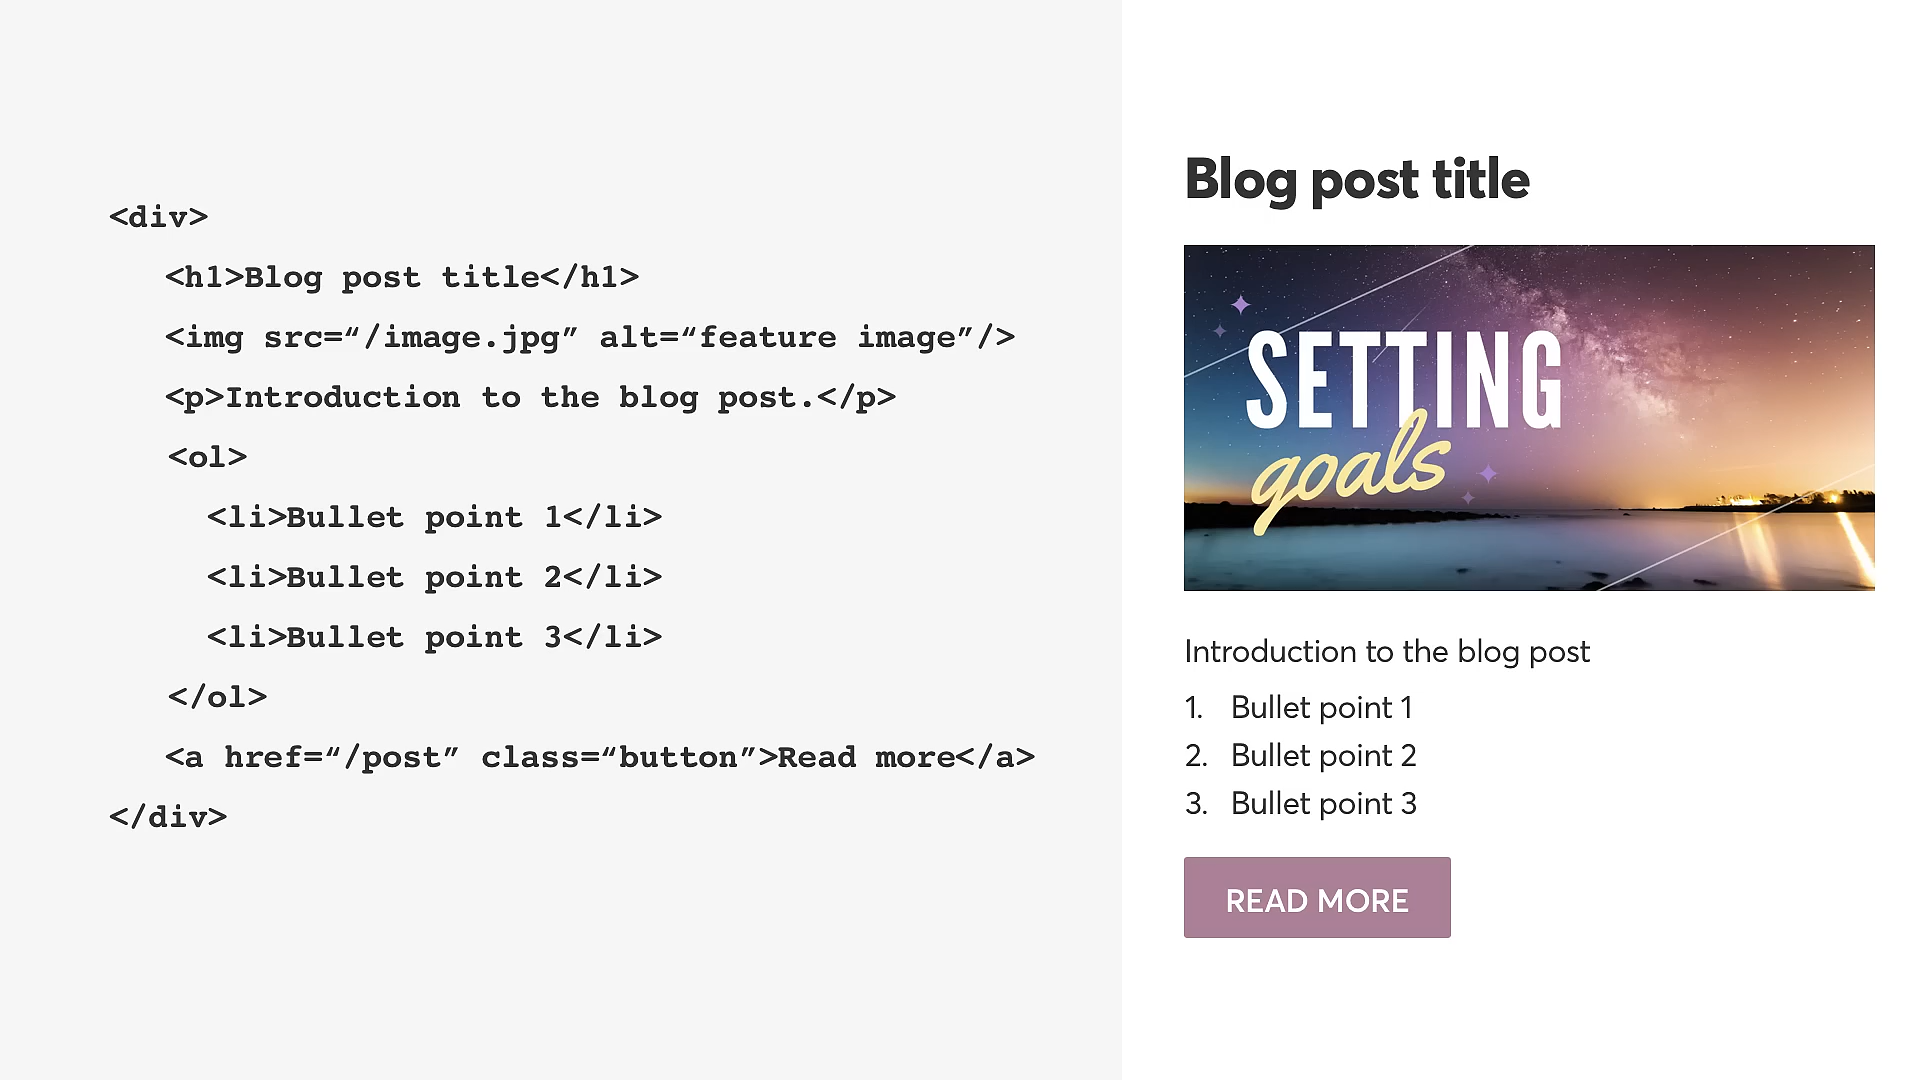 <div>
<h1>Blog post title</h1>
<img src=“/image.jpg” alt=“feature image”/>
<p>Introduction to the blog post.</p>
<ol>
<li>Bullet point 1</li>
<li>Bullet point 2</li>
<li>Bullet point 3</li>
</ol>
<a href=“/post” class=“button”>Read more</a>
</div>
Blog post title
SETTING
goals
Introduction to the blog post
1. Bullet point 1
2. Bullet point 2
3. Bullet point 3
READ MORE